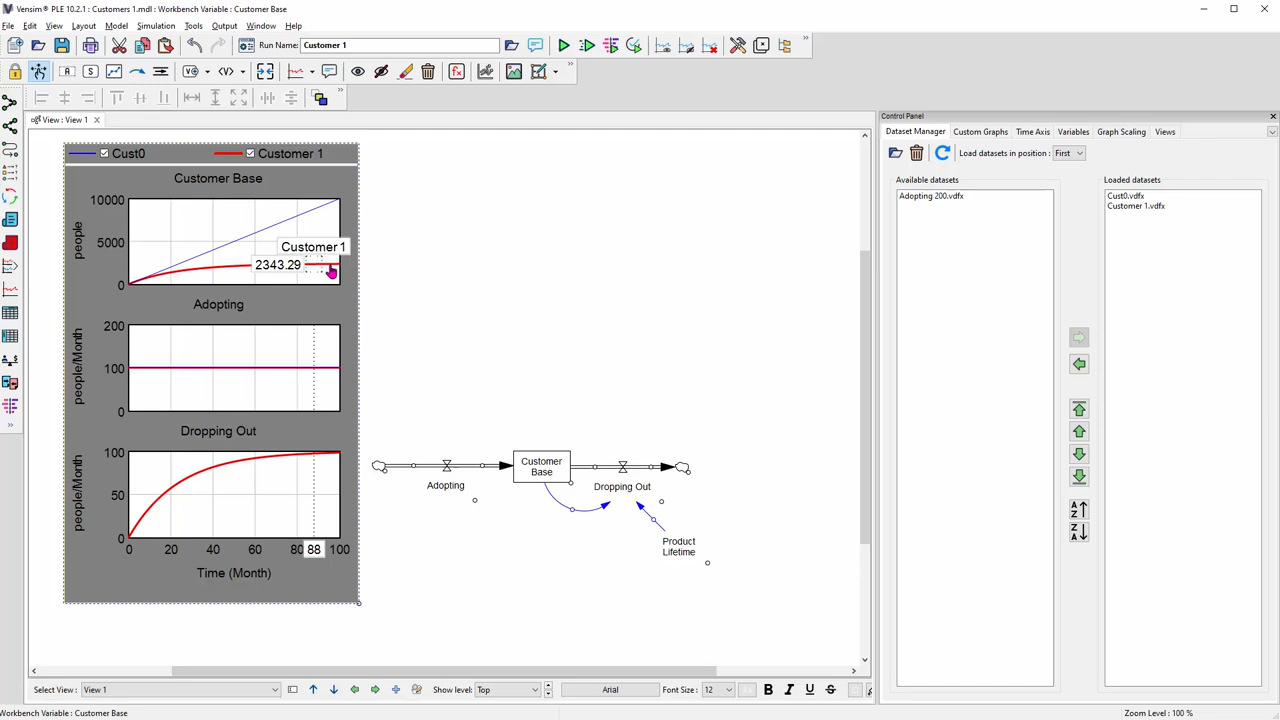 Vensim® PLE 10.2.1 : Customers 1.mdl : Workbench Variable : Customer Base
File Edit View Layout Model Simulation Tools Output Window Help
Run Name: Customer 1
A S
fx
View : View 1
Control Panel
Dataset Manager Custom Graphs Time Axis Variables Graph Scaling Views
Load datasets in position : First
Available datasets
Adopting 200.vdfx
Loaded datasets
Cust0.vdfx
Customer 1.vdfx
Cust0 Customer 1
Customer Base
10000
5000
0
people
Customer 1
2343.29
Adopting
200
100
0
people/Month
Dropping Out
100
50
0
people/Month
0 20 40 60 80 88 100
Time (Month)
Adopting
Customer
Base
Dropping Out
Product
Lifetime
A
Z
Z
A
Select View : View 1
Show level: Top
Arial
Font Size : 12
B I U S
Workbench Variable : Customer Base
Zoom Level : 100 %